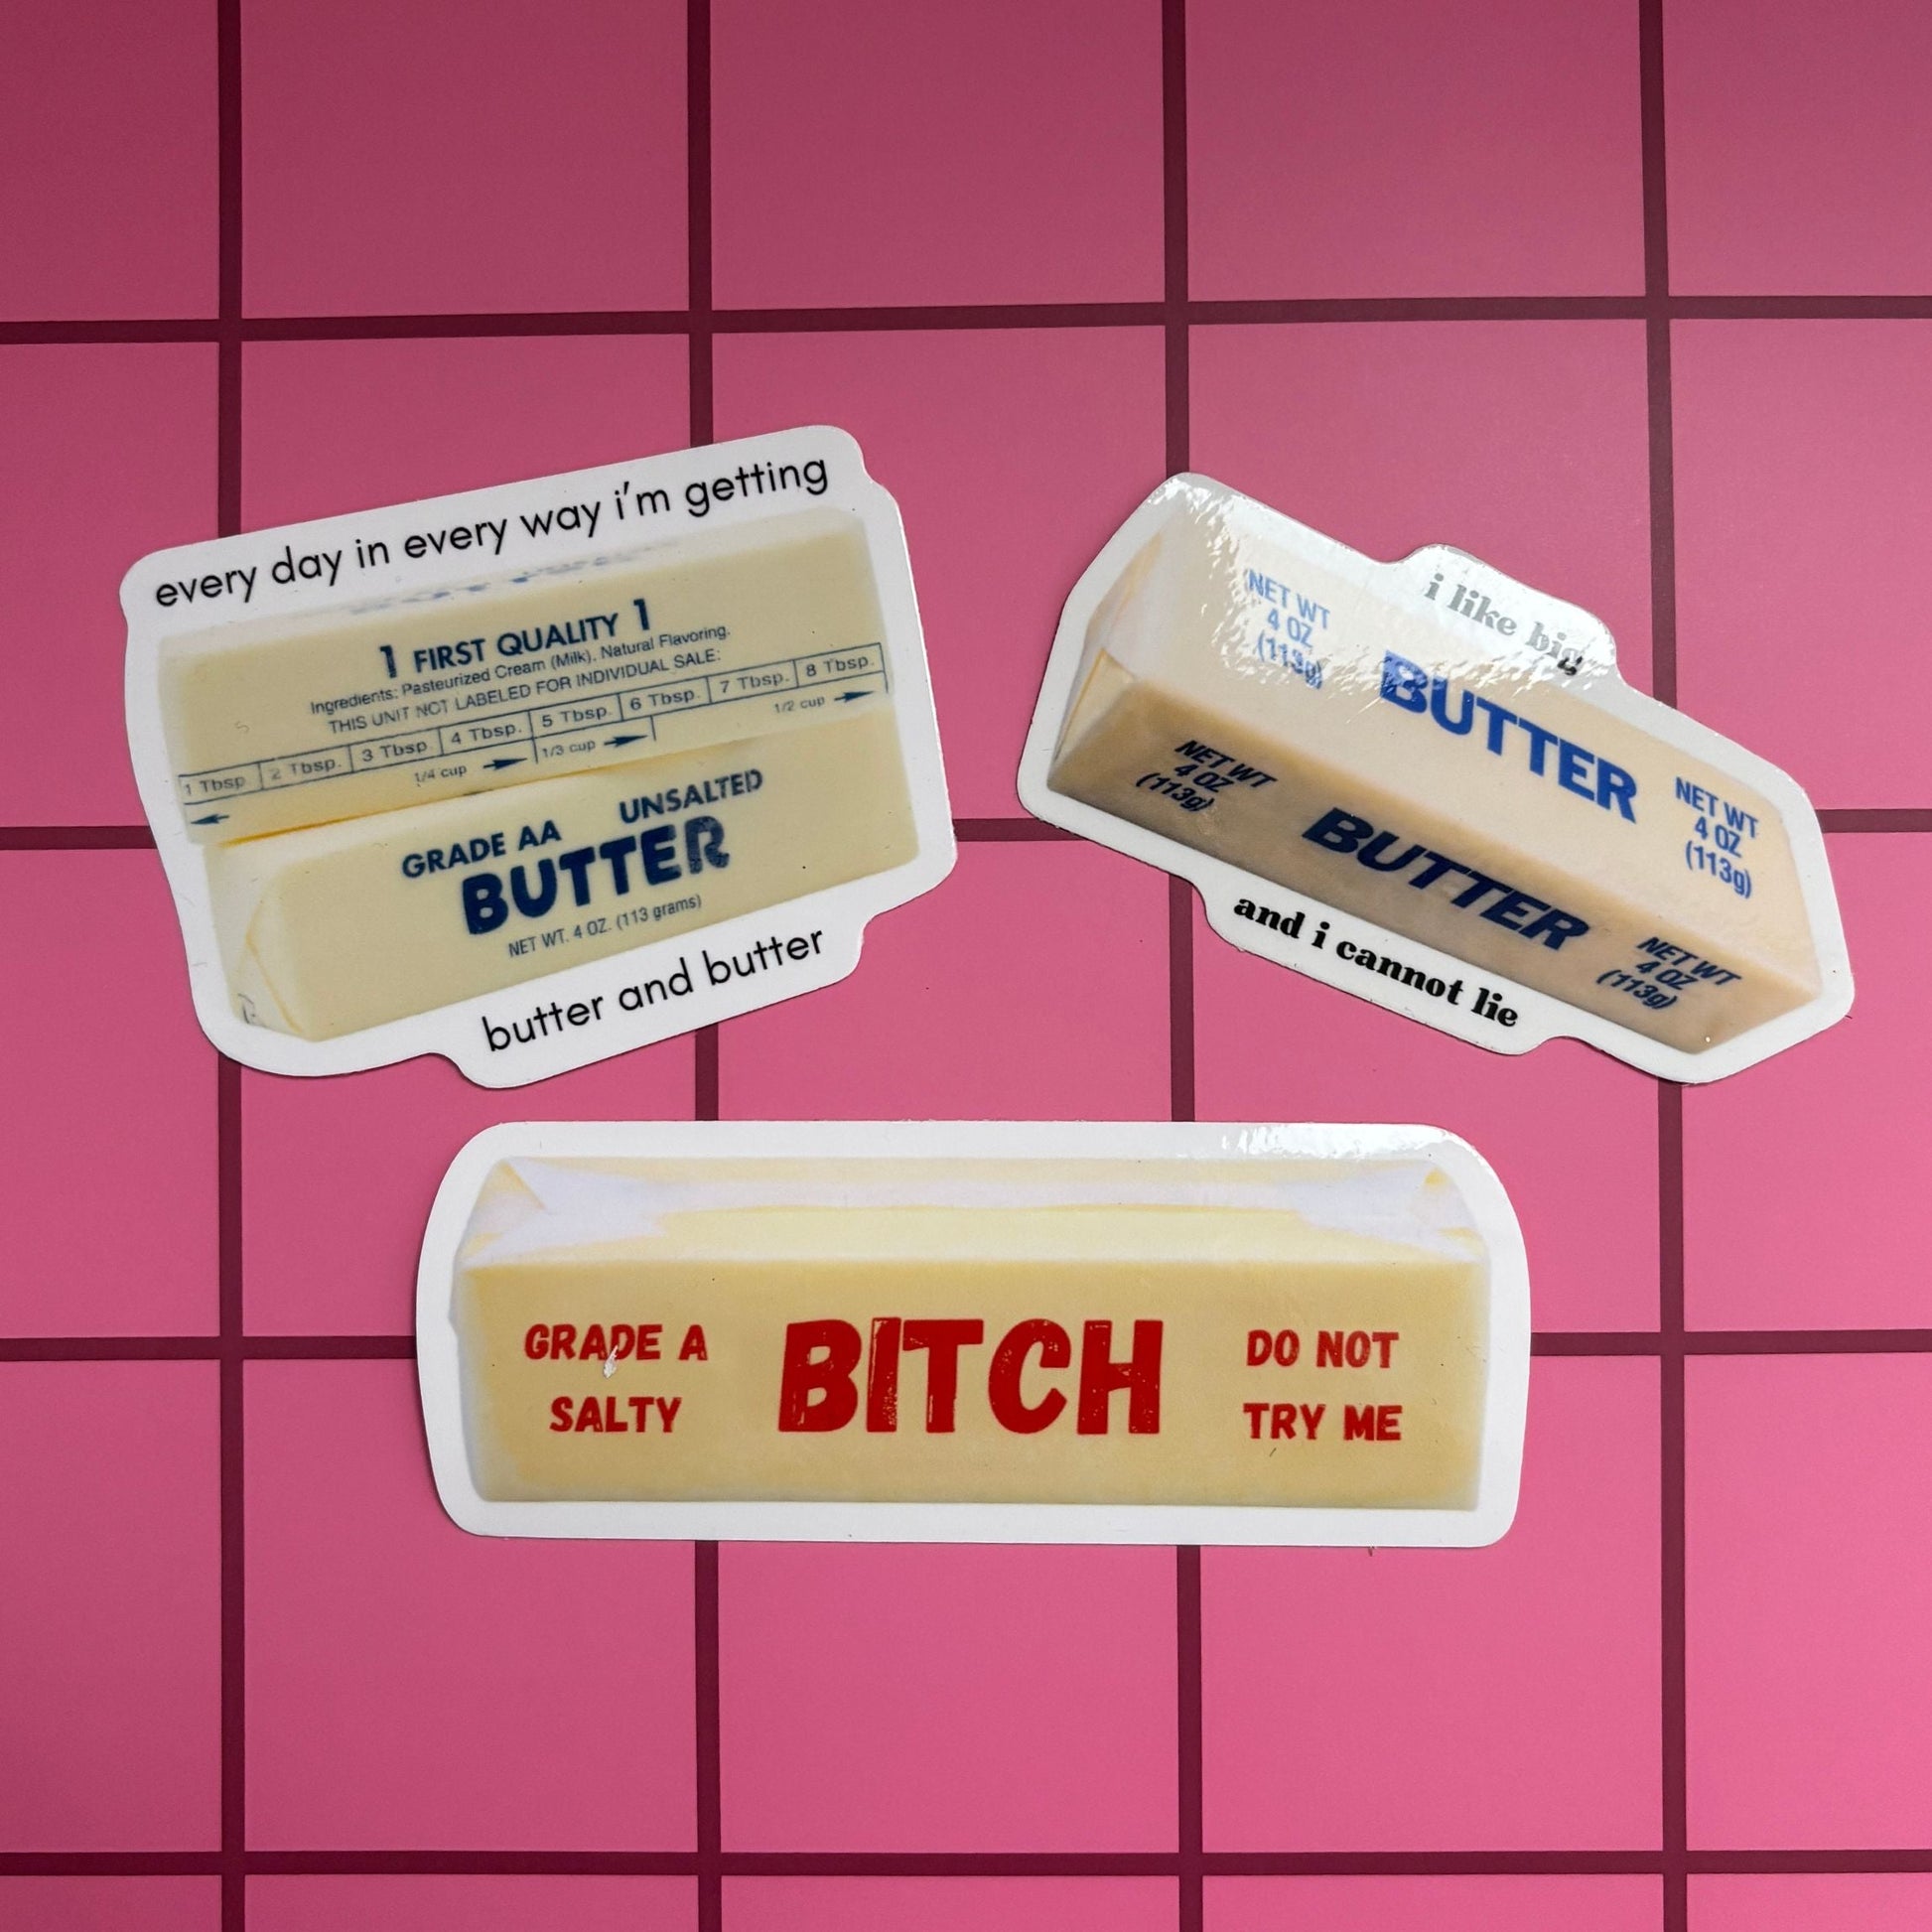 every day in every way i'm getting
1 FIRST QUALITY 1
Ingredients: Pasteurized Cream (Milk), Natural Flavoring.
THIS UNIT NOT LABELED FOR INDIVIDUAL SALE:
1 Tbsp 2 Tbsp. 3 Tbsp 4 Tbsp. 5 Tbsp. 6 Tbsp. 7 Tbsp. 8 Tbsp.
1/4 cup 1/3 cup 1/2 cup
GRADE AA UNSALTED
BUTTER
NET WT. 4 OZ. (113 grams)
butter and butter
i like big
NET WT
4 OZ
(113g)
BUTTER
NET WT
4 OZ
(113g)
NET WT
4 OZ
(113g)
BUTTER
NET WT
4 OZ
(113g)
and i cannot lie
GRADE A
SALTY
BITCH
DO NOT
TRY ME